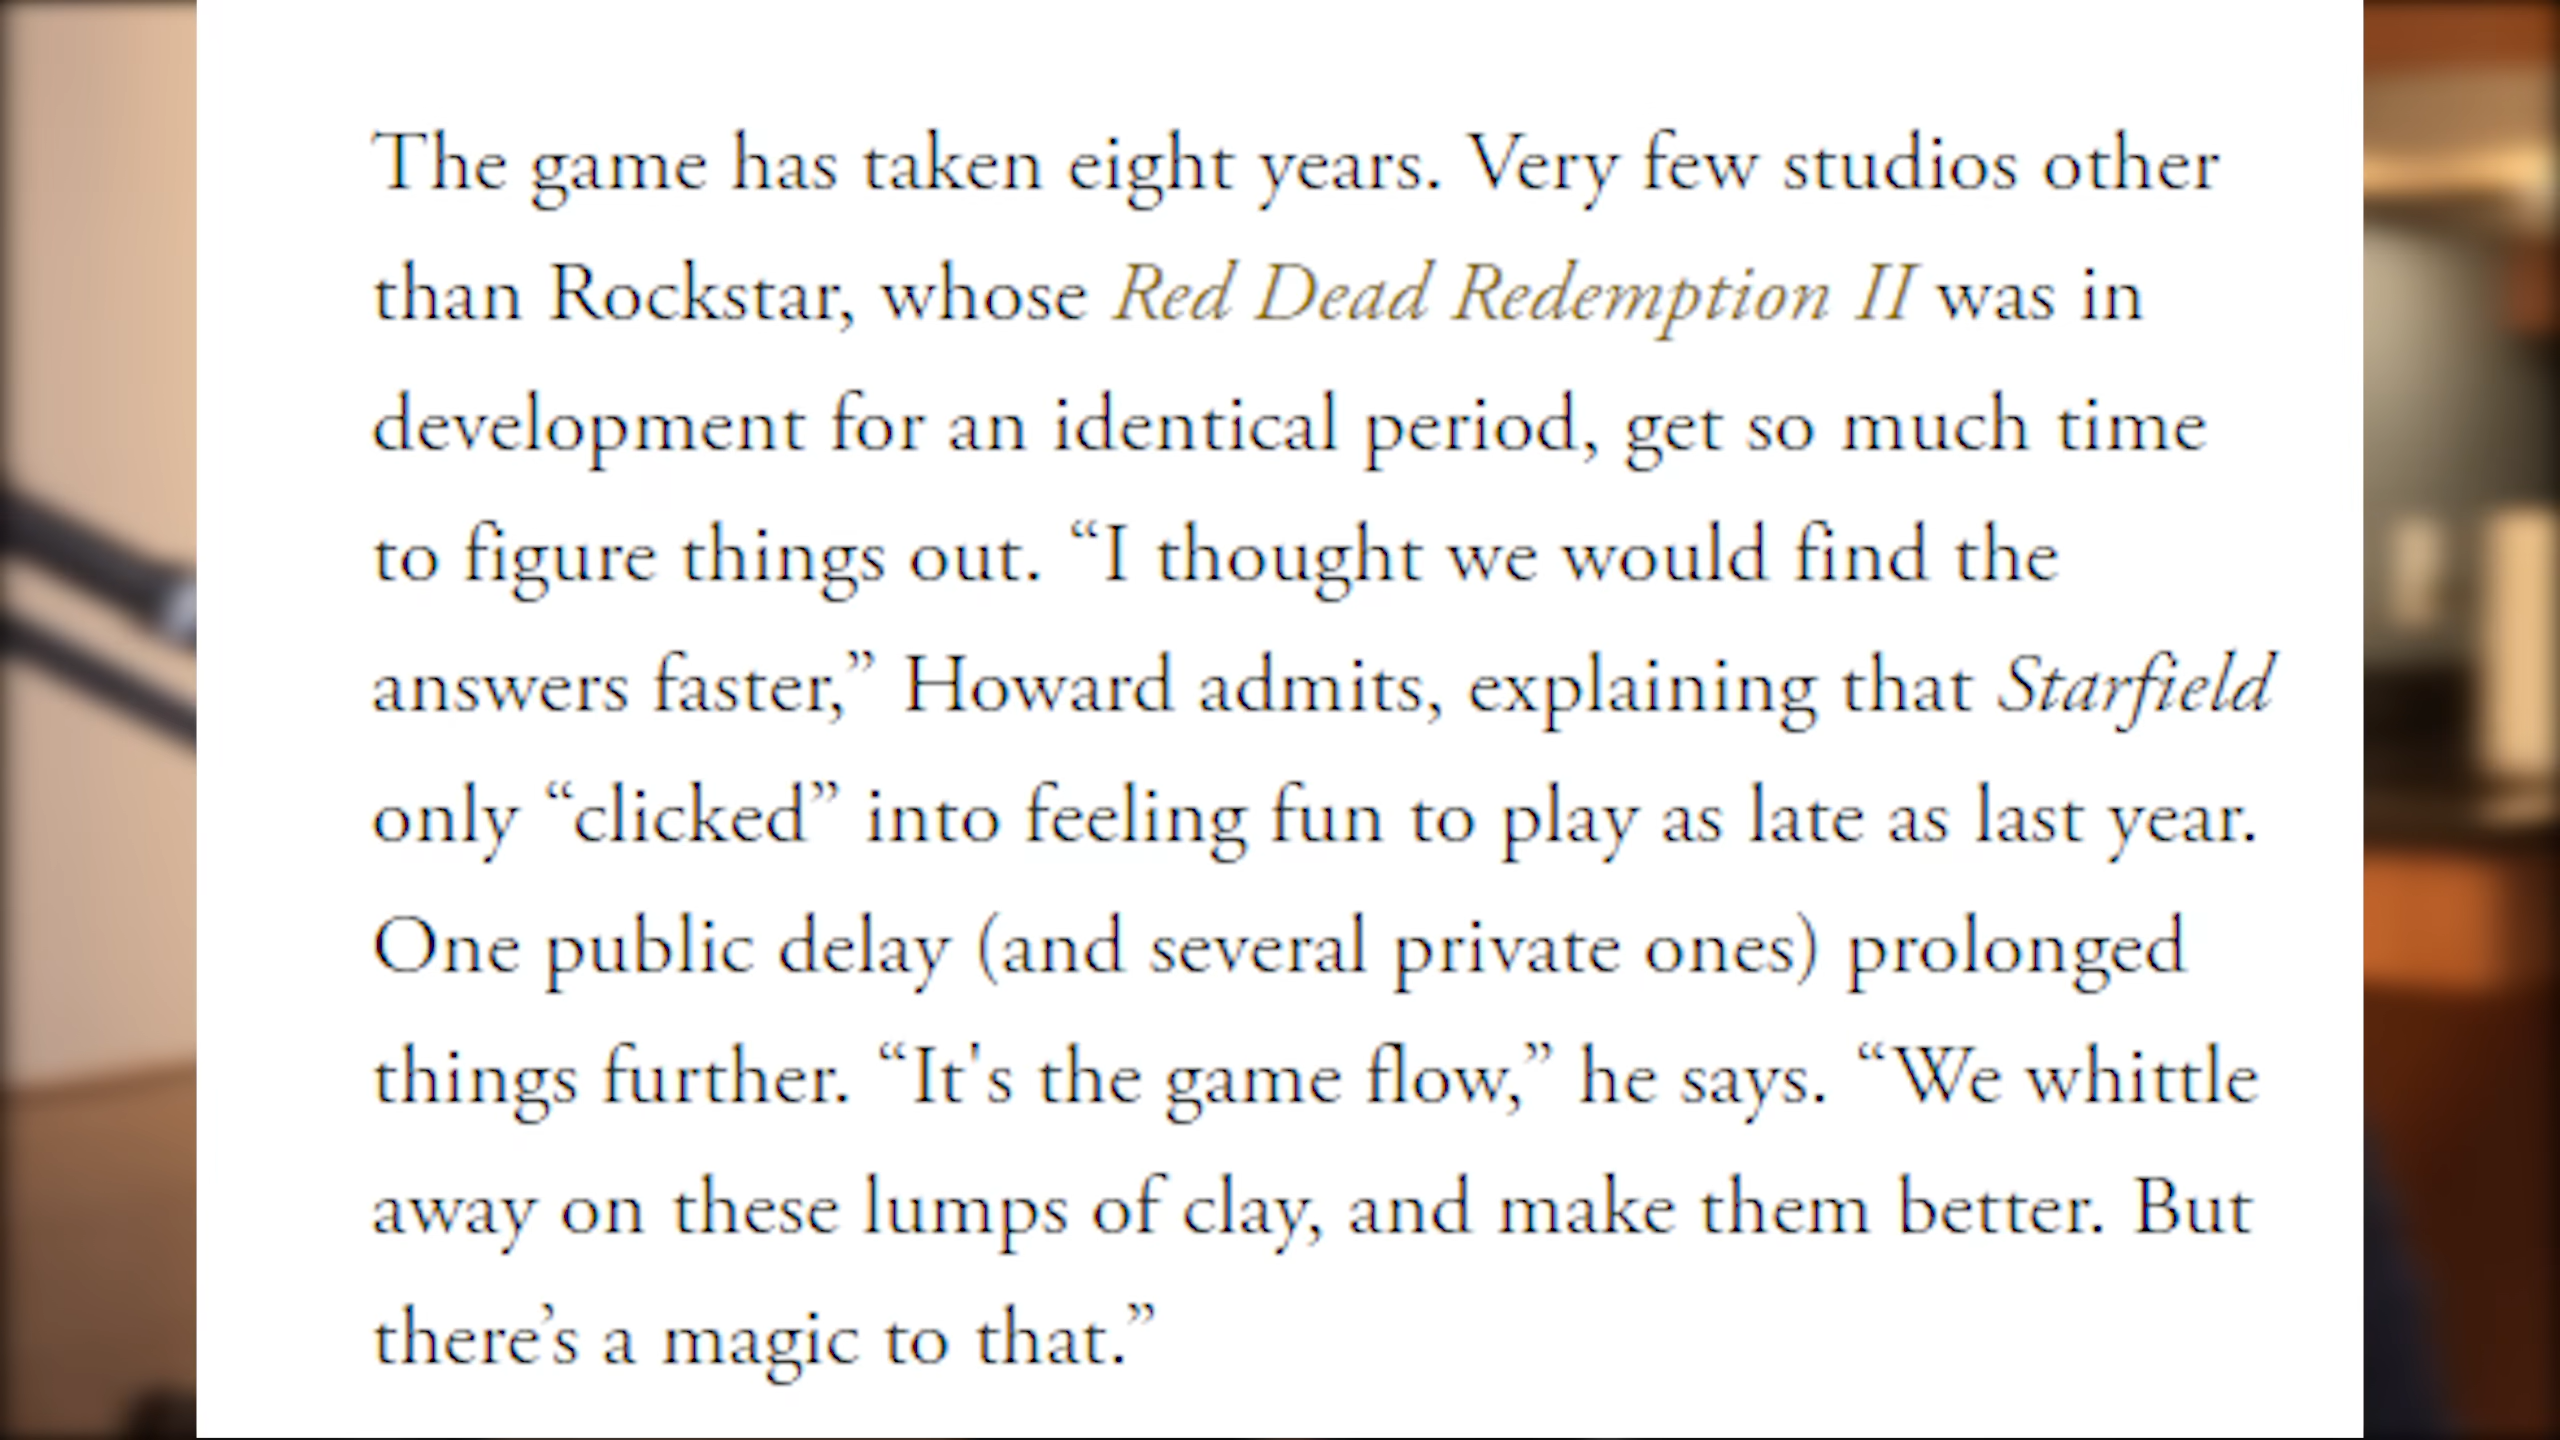 The game has taken eight years. Very few studios other
than Rockstar, whose Red Dead Redemption II was in
development for an identical period, get so much time
to figure things out. “I thought we would find the
answers faster,” Howard admits, explaining that Starfield
only “clicked” into feeling fun to play as late as last year.
One public delay (and several private ones) prolonged
things further. “It's the game flow,” he says. “We whittle
away on these lumps of clay, and make them better. But
there’s a magic to that.”